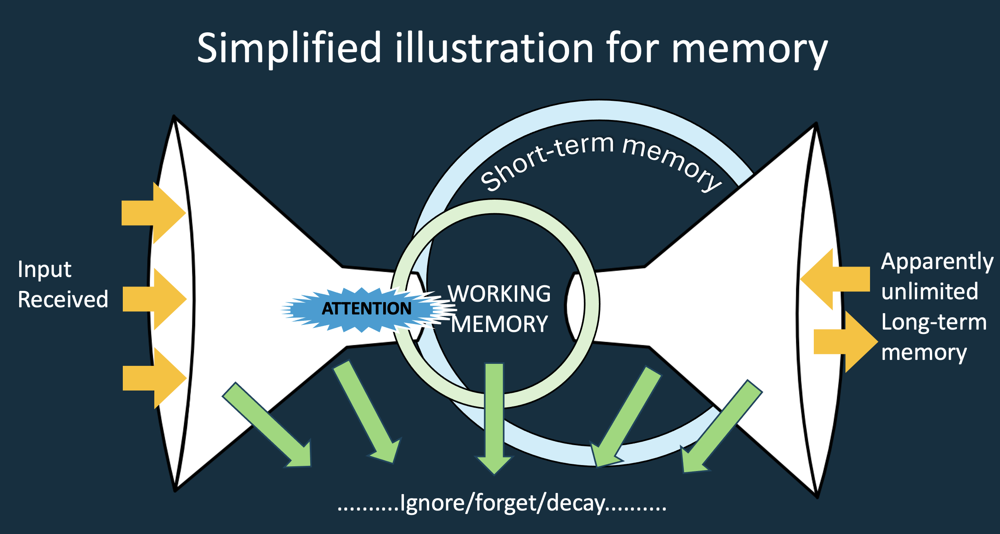 Simplified illustration for memory
Short-term memory
Input
Received
ATTENTION
WORKING
MEMORY
Apparently
unlimited
Long-term
memory
..........Ignore/forget/decay..........